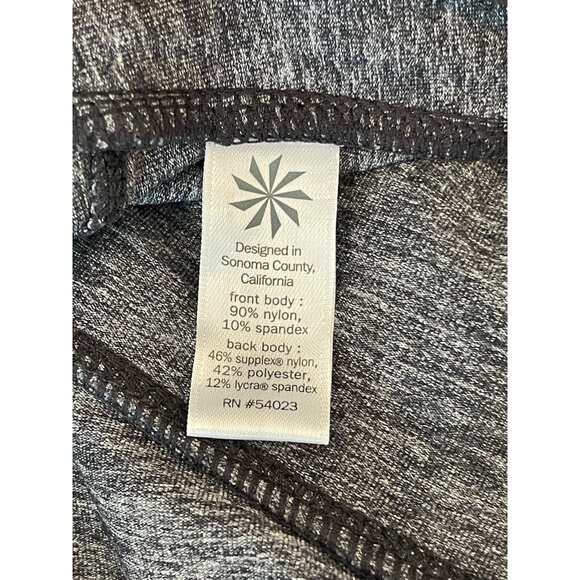 Designed in
Sonoma County,
California
front body :
90% nylon,
10% spandex
back body :
46% supplex® nylon,
42% polyester,
12% lycra® spandex
RN #54023